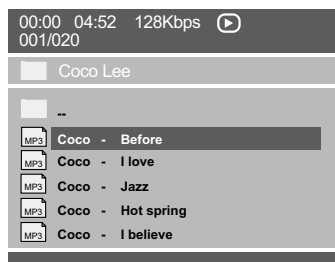 00:00 04:52 128Kbps
001/020
Coco Lee
--
MP3 Coco - Before
MP3 Coco - I love
MP3 Coco - Jazz
MP3 Coco - Hot spring
MP3 Coco - I believe